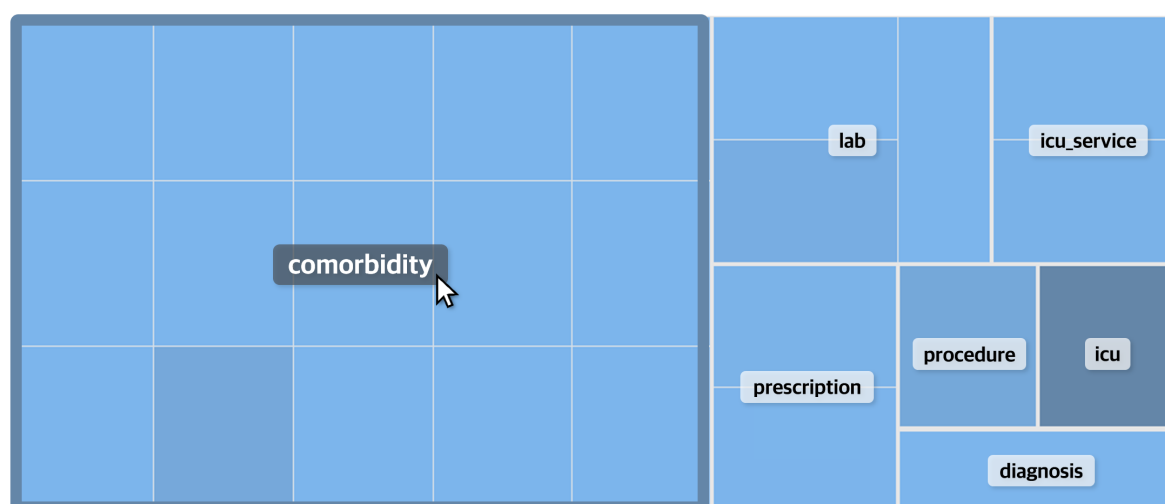 comorbidity
lab
icu_service
prescription
procedure
icu
diagnosis